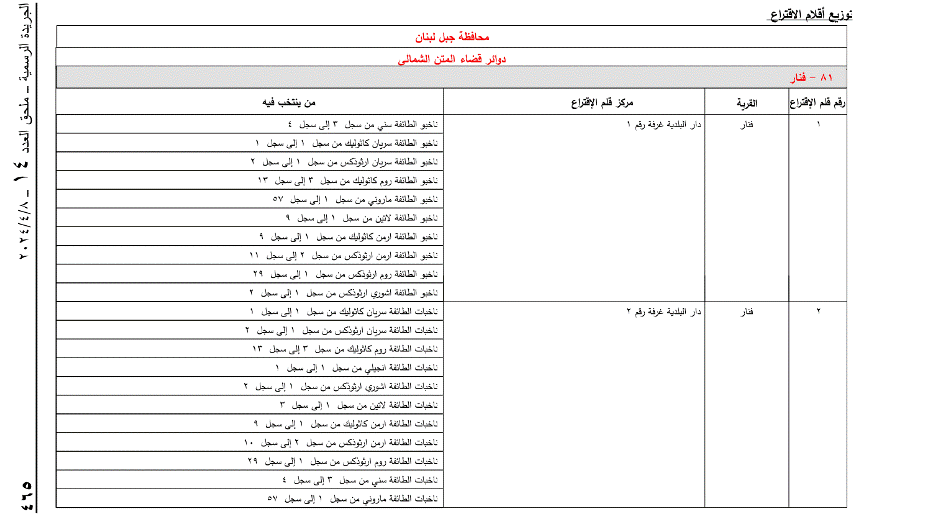 توزيع أقلام الاقتراع
محافظة جبل لبنان
دوائر قضاء المتن الشمالي
٨١ - فنار
رقم قلم الإقتراع القرية مركز قلم الإقتراع من ينتخب فيه
١ فنار دار البلدية غرفة رقم ١ ناخبو الطائفة سني من سجل ٣ إلى سجل ٤
ناخبو الطائفة سريان كاثوليك من سجل ١ إلى سجل ١
ناخبو الطائفة سريان ارثوذكس من سجل ١ إلى سجل ٢
ناخبو الطائفة روم كاثوليك من سجل ٣ إلى سجل ١٣
ناخبو الطائفة ماروني من سجل ١ إلى سجل ٥٧
ناخبو الطائفة لاتين من سجل ١ إلى سجل ٩
ناخبو الطائفة ارمن كاثوليك من سجل ١ إلى سجل ٩
ناخبو الطائفة ارمن ارثوذكس من سجل ٢ إلى سجل ١١
ناخبو الطائفة روم ارثوذكس من سجل ١ إلى سجل ٢٩
ناخبو الطائفة اشوري ارثوذكس من سجل ١ إلى سجل ٢
٢ فنار دار البلدية غرفة رقم ٢ ناخبات الطائفة سريان كاثوليك من سجل ١ إلى سجل ١
ناخبات الطائفة سريان ارثوذكس من سجل ١ إلى سجل ٢
ناخبات الطائفة روم كاثوليك من سجل ٣ إلى سجل ١٣
ناخبات الطائفة انجيلي من سجل ١ إلى سجل ١
ناخبات الطائفة اشوري ارثوذكس من سجل ١ إلى سجل ٢
ناخبات الطائفة لاتين من سجل ١ إلى سجل ٣
ناخبات الطائفة ارمن كاثوليك من سجل ١ إلى سجل ٩
ناخبات الطائفة ارمن ارثوذكس من سجل ٢ إلى سجل ١٠
ناخبات الطائفة روم ارثوذكس من سجل ١ إلى سجل ٢٩
ناخبات الطائفة سني من سجل ٣ إلى سجل ٤
ناخبات الطائفة ماروني من سجل ١ إلى سجل ٥٧
الجريدة الرسمية – ملحق العدد ١٤ – ٢٠٢٤/٤/٨
٤٦٥